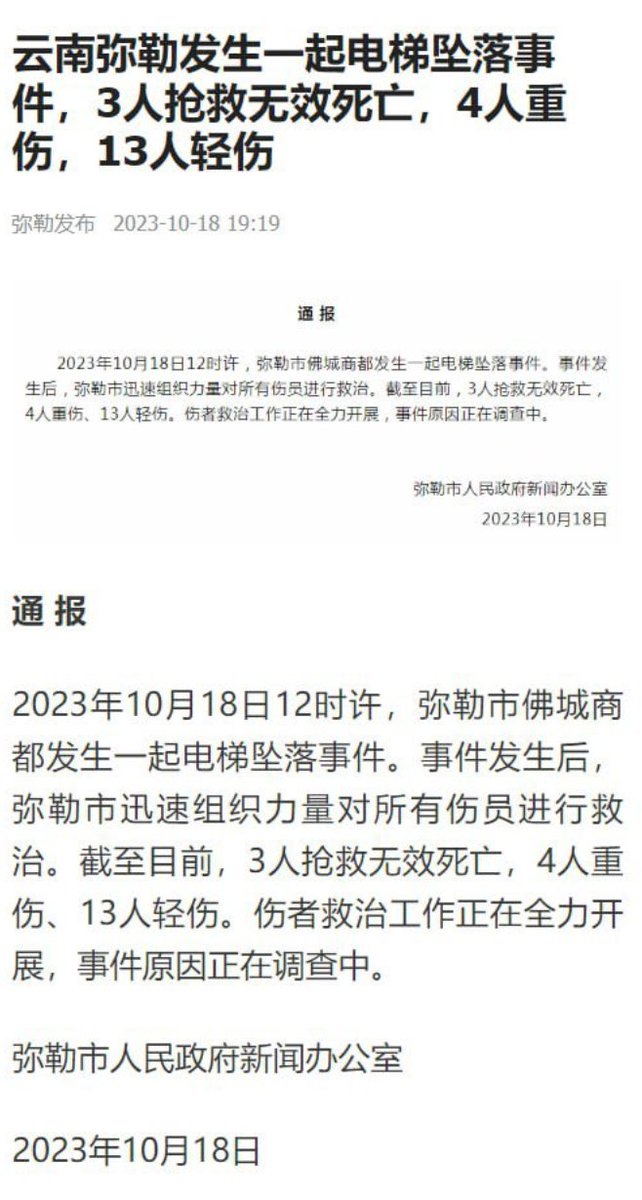 云南弥勒发生一起电梯坠落事
件，3人抢救无效死亡，4人重
伤，13人轻伤
弥勒发布 2023-10-18 19:19
通 报
2023年10月18日12时许，弥勒市佛城商都发生一起电梯坠落事件。事件发
生后，弥勒市迅速组织力量对所有伤员进行救治。截至目前，3人抢救无效死亡，
4人重伤、13人轻伤。伤者救治工作正在全力开展，事件原因正在调查中。
弥勒市人民政府新闻办公室
2023年10月18日
通 报
2023年10月18日12时许，弥勒市佛城商
都发生一起电梯坠落事件。事件发生后，
弥勒市迅速组织力量对所有伤员进行救
治。截至目前，3人抢救无效死亡，4人重
伤、13人轻伤。伤者救治工作正在全力开
展，事件原因正在调查中。
弥勒市人民政府新闻办公室
2023年10月18日